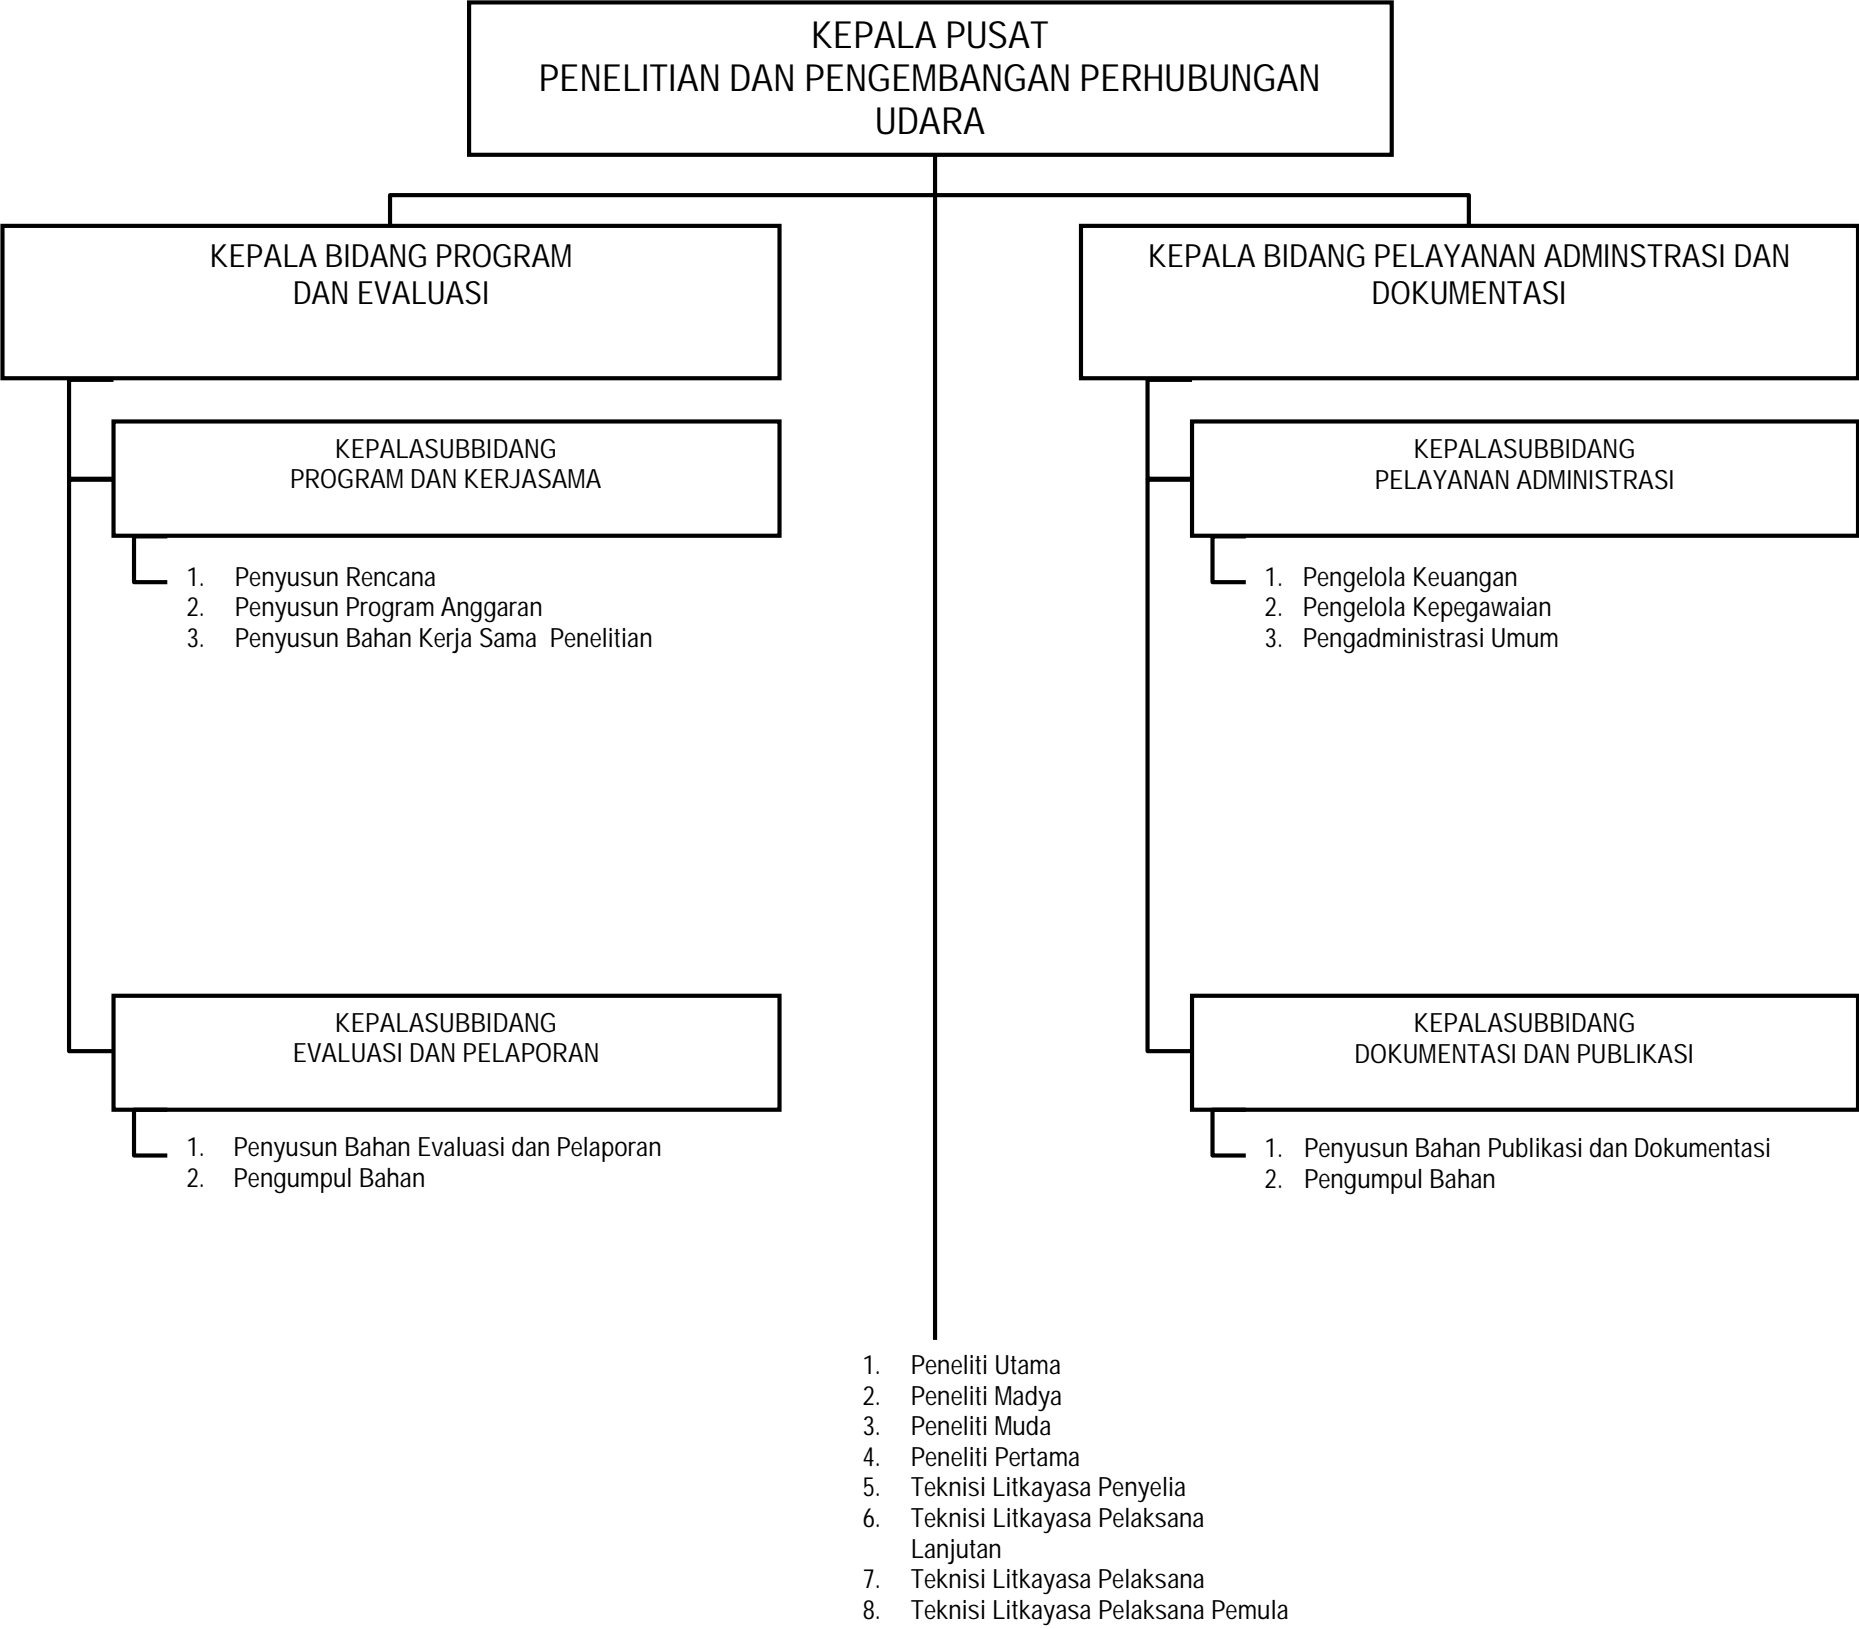 KEPALA PUSAT
PENELITIAN DAN PENGEMBANGAN PERHUBUNGAN
UDARA
KEPALA BIDANG PROGRAM
DAN EVALUASI
KEPALASUBBIDANG
PROGRAM DAN KERJASAMA
1. Penyusun Rencana
2. Penyusun Program Anggaran
3. Penyusun Bahan Kerja Sama  Penelitian
KEPALASUBBIDANG
EVALUASI DAN PELAPORAN
1. Penyusun Bahan Evaluasi dan Pelaporan
2. Pengumpul Bahan
KEPALA BIDANG PELAYANAN ADMINSTRASI DAN
DOKUMENTASI
KEPALASUBBIDANG
PELAYANAN ADMINISTRASI
1. Pengelola Keuangan
2. Pengelola Kepegawaian
3. Pengadministrasi Umum
KEPALASUBBIDANG
DOKUMENTASI DAN PUBLIKASI
1. Penyusun Bahan Publikasi dan Dokumentasi
2. Pengumpul Bahan
1. Peneliti Utama
2. Peneliti Madya
3. Peneliti Muda
4. Peneliti Pertama
5. Teknisi Litkayasa Penyelia
6. Teknisi Litkayasa Pelaksana
Lanjutan
7. Teknisi Litkayasa Pelaksana
8. Teknisi Litkayasa Pelaksana Pemula